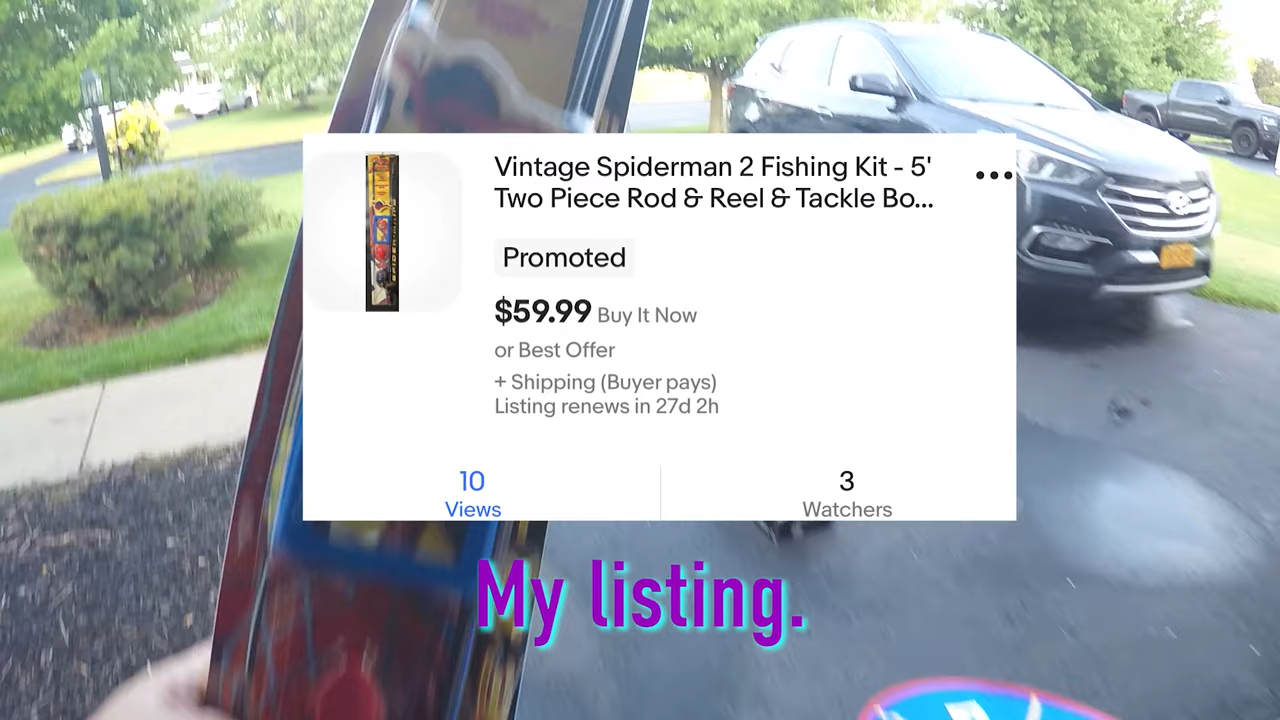 Vintage Spiderman 2 Fishing Kit - 5'
Two Piece Rod & Reel & Tackle Bo...
Promoted
$59.99 Buy It Now
or Best Offer
+ Shipping (Buyer pays)
Listing renews in 27d 2h
10
Views
3
Watchers
My listing.